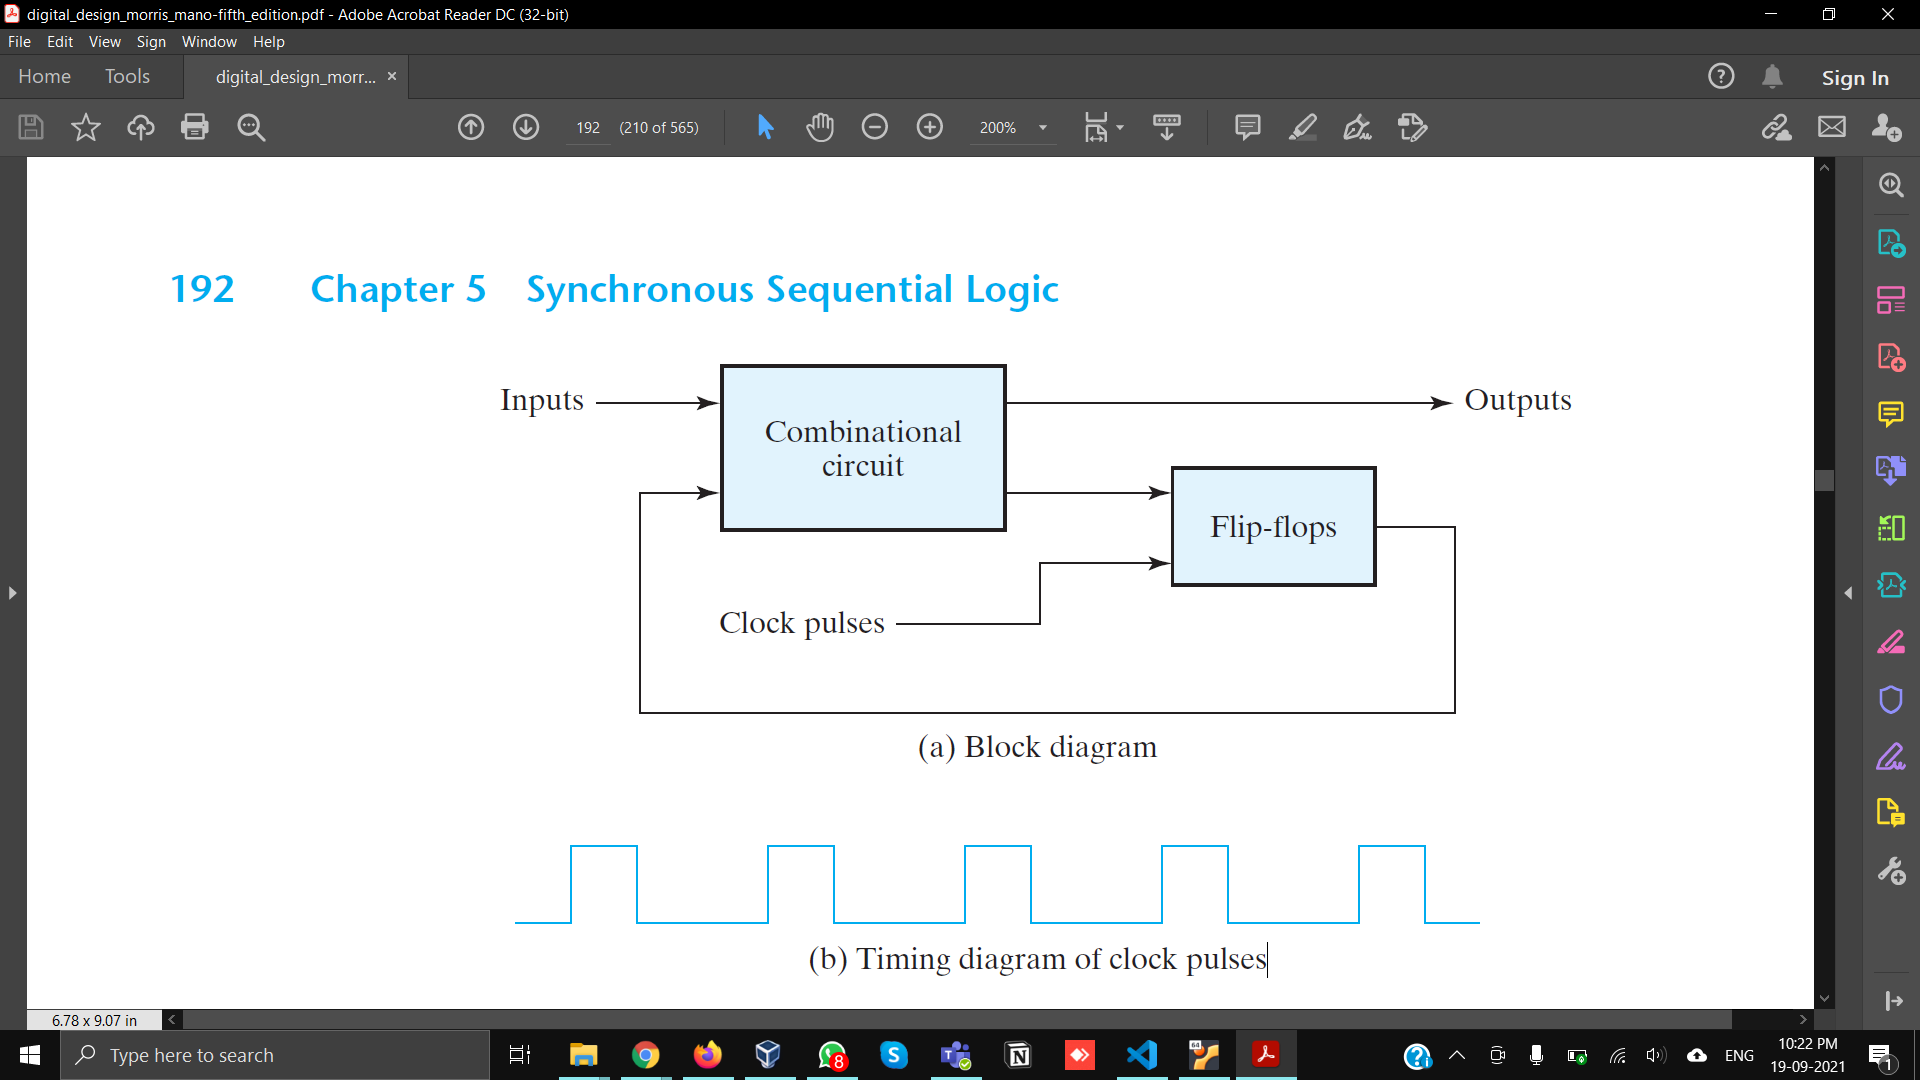 digital_design_morris_mano-fifth_edition.pdf - Adobe Acrobat Reader DC (32-bit)
File Edit View Sign Window Help
Home Tools digital_design_morr... × Sign In
192 (210 of 565) 200%
192 Chapter 5 Synchronous Sequential Logic
Inputs
Outputs
Combinational
circuit
Flip-flops
Clock pulses
(a) Block diagram
(b) Timing diagram of clock pulses
6.78 x 9.07 in
Type here to search
8
64
ENG
10:22 PM
19-09-2021
1